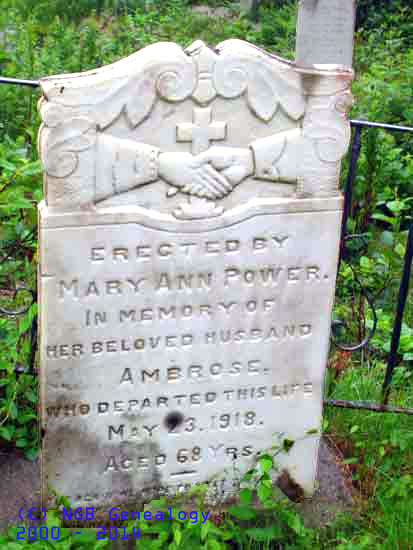 ERECTED BY
MARY ANN POWER.
IN MEMORY OF
HER BELOVED HUSBAND
AMBROSE.
WHO DEPARTED THIS LIFE
MAY 23. 1918.
AGED 68 YRS.
(C) NGB Genealogy
2000 - 2014